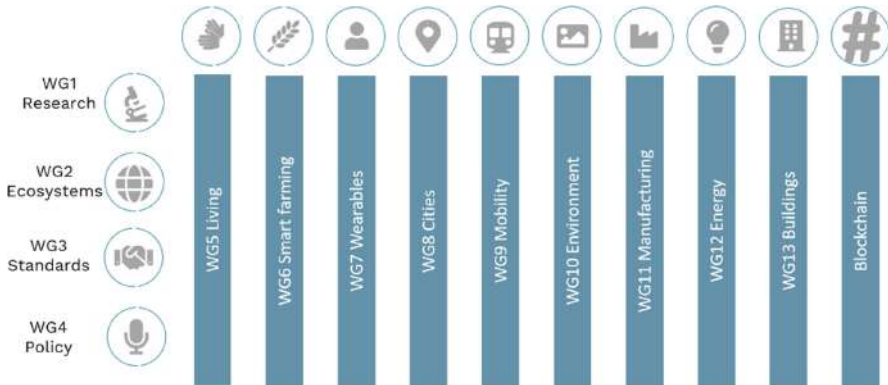 WG1
Research
WG2
Ecosystems
WG3
Standards
WG4
Policy
WG5 Living
WG6 Smart farming
WG7 Wearables
WG8 Cities
WG9 Mobility
WG10 Environment
WG11 Manufacturing
WG12 Energy
WG13 Buildings
Blockchain
#